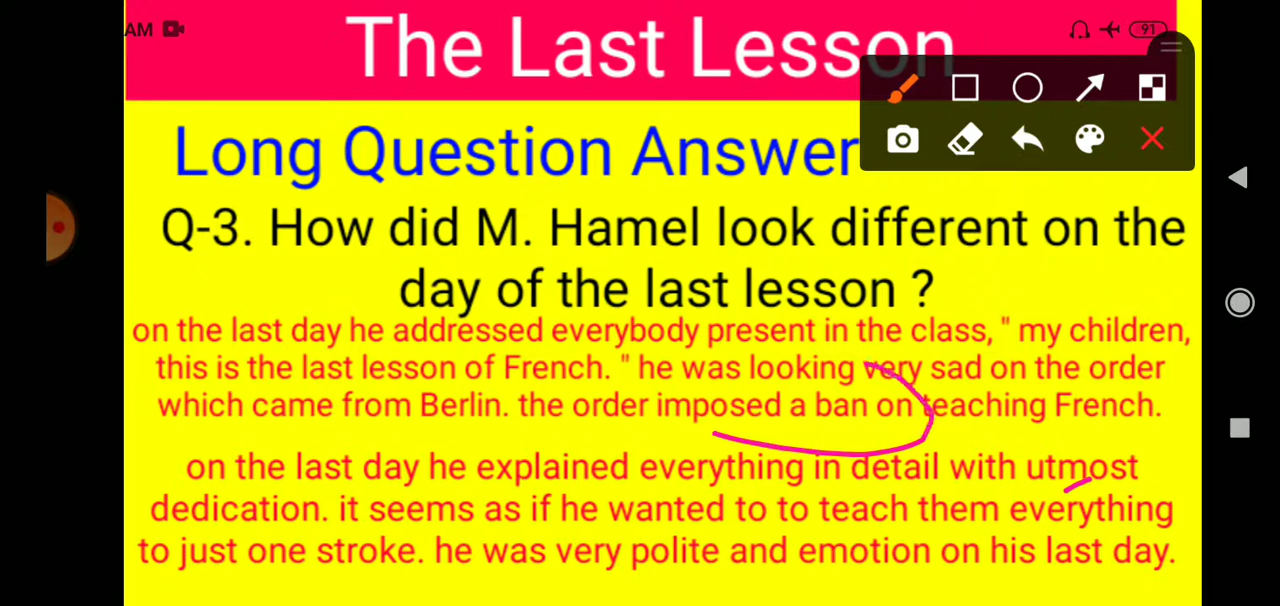 AM
91
The Last Lesson
Long Question Answer
Q-3. How did M. Hamel look different on the
day of the last lesson ?
on the last day he addressed everybody present in the class, " my children,
this is the last lesson of French. " he was looking very sad on the order
which came from Berlin. the order imposed a ban on teaching French.
on the last day he explained everything in detail with utmost
dedication. it seems as if he wanted to to teach them everything
to just one stroke. he was very polite and emotion on his last day.